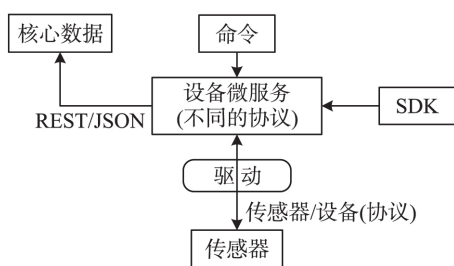 核心数据
命令
设备微服务
(不同的协议)
REST/JSON
SDK
驱动
传感器/设备(协议)
传感器